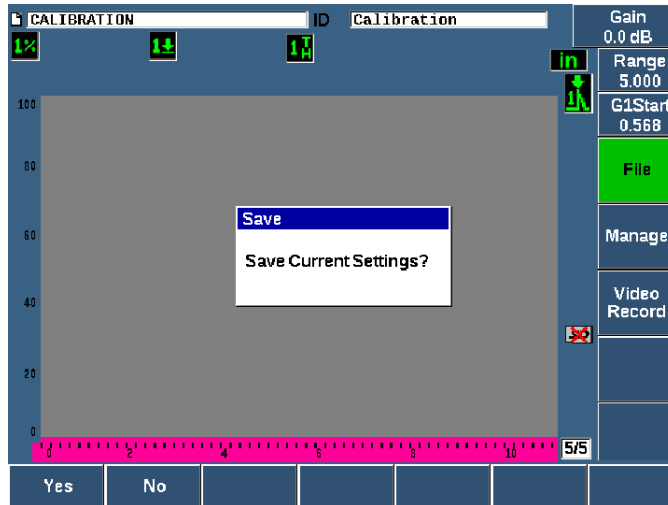 CALIBRATION ID Calibration
Gain
0.0 dB
1%
in
Range
5.000
G1Start
0.568
File
Manage
Video
Record
100
80
60
40
20
0
Save
Save Current Settings?
0 2 4 6 8 10
5/5
Yes No